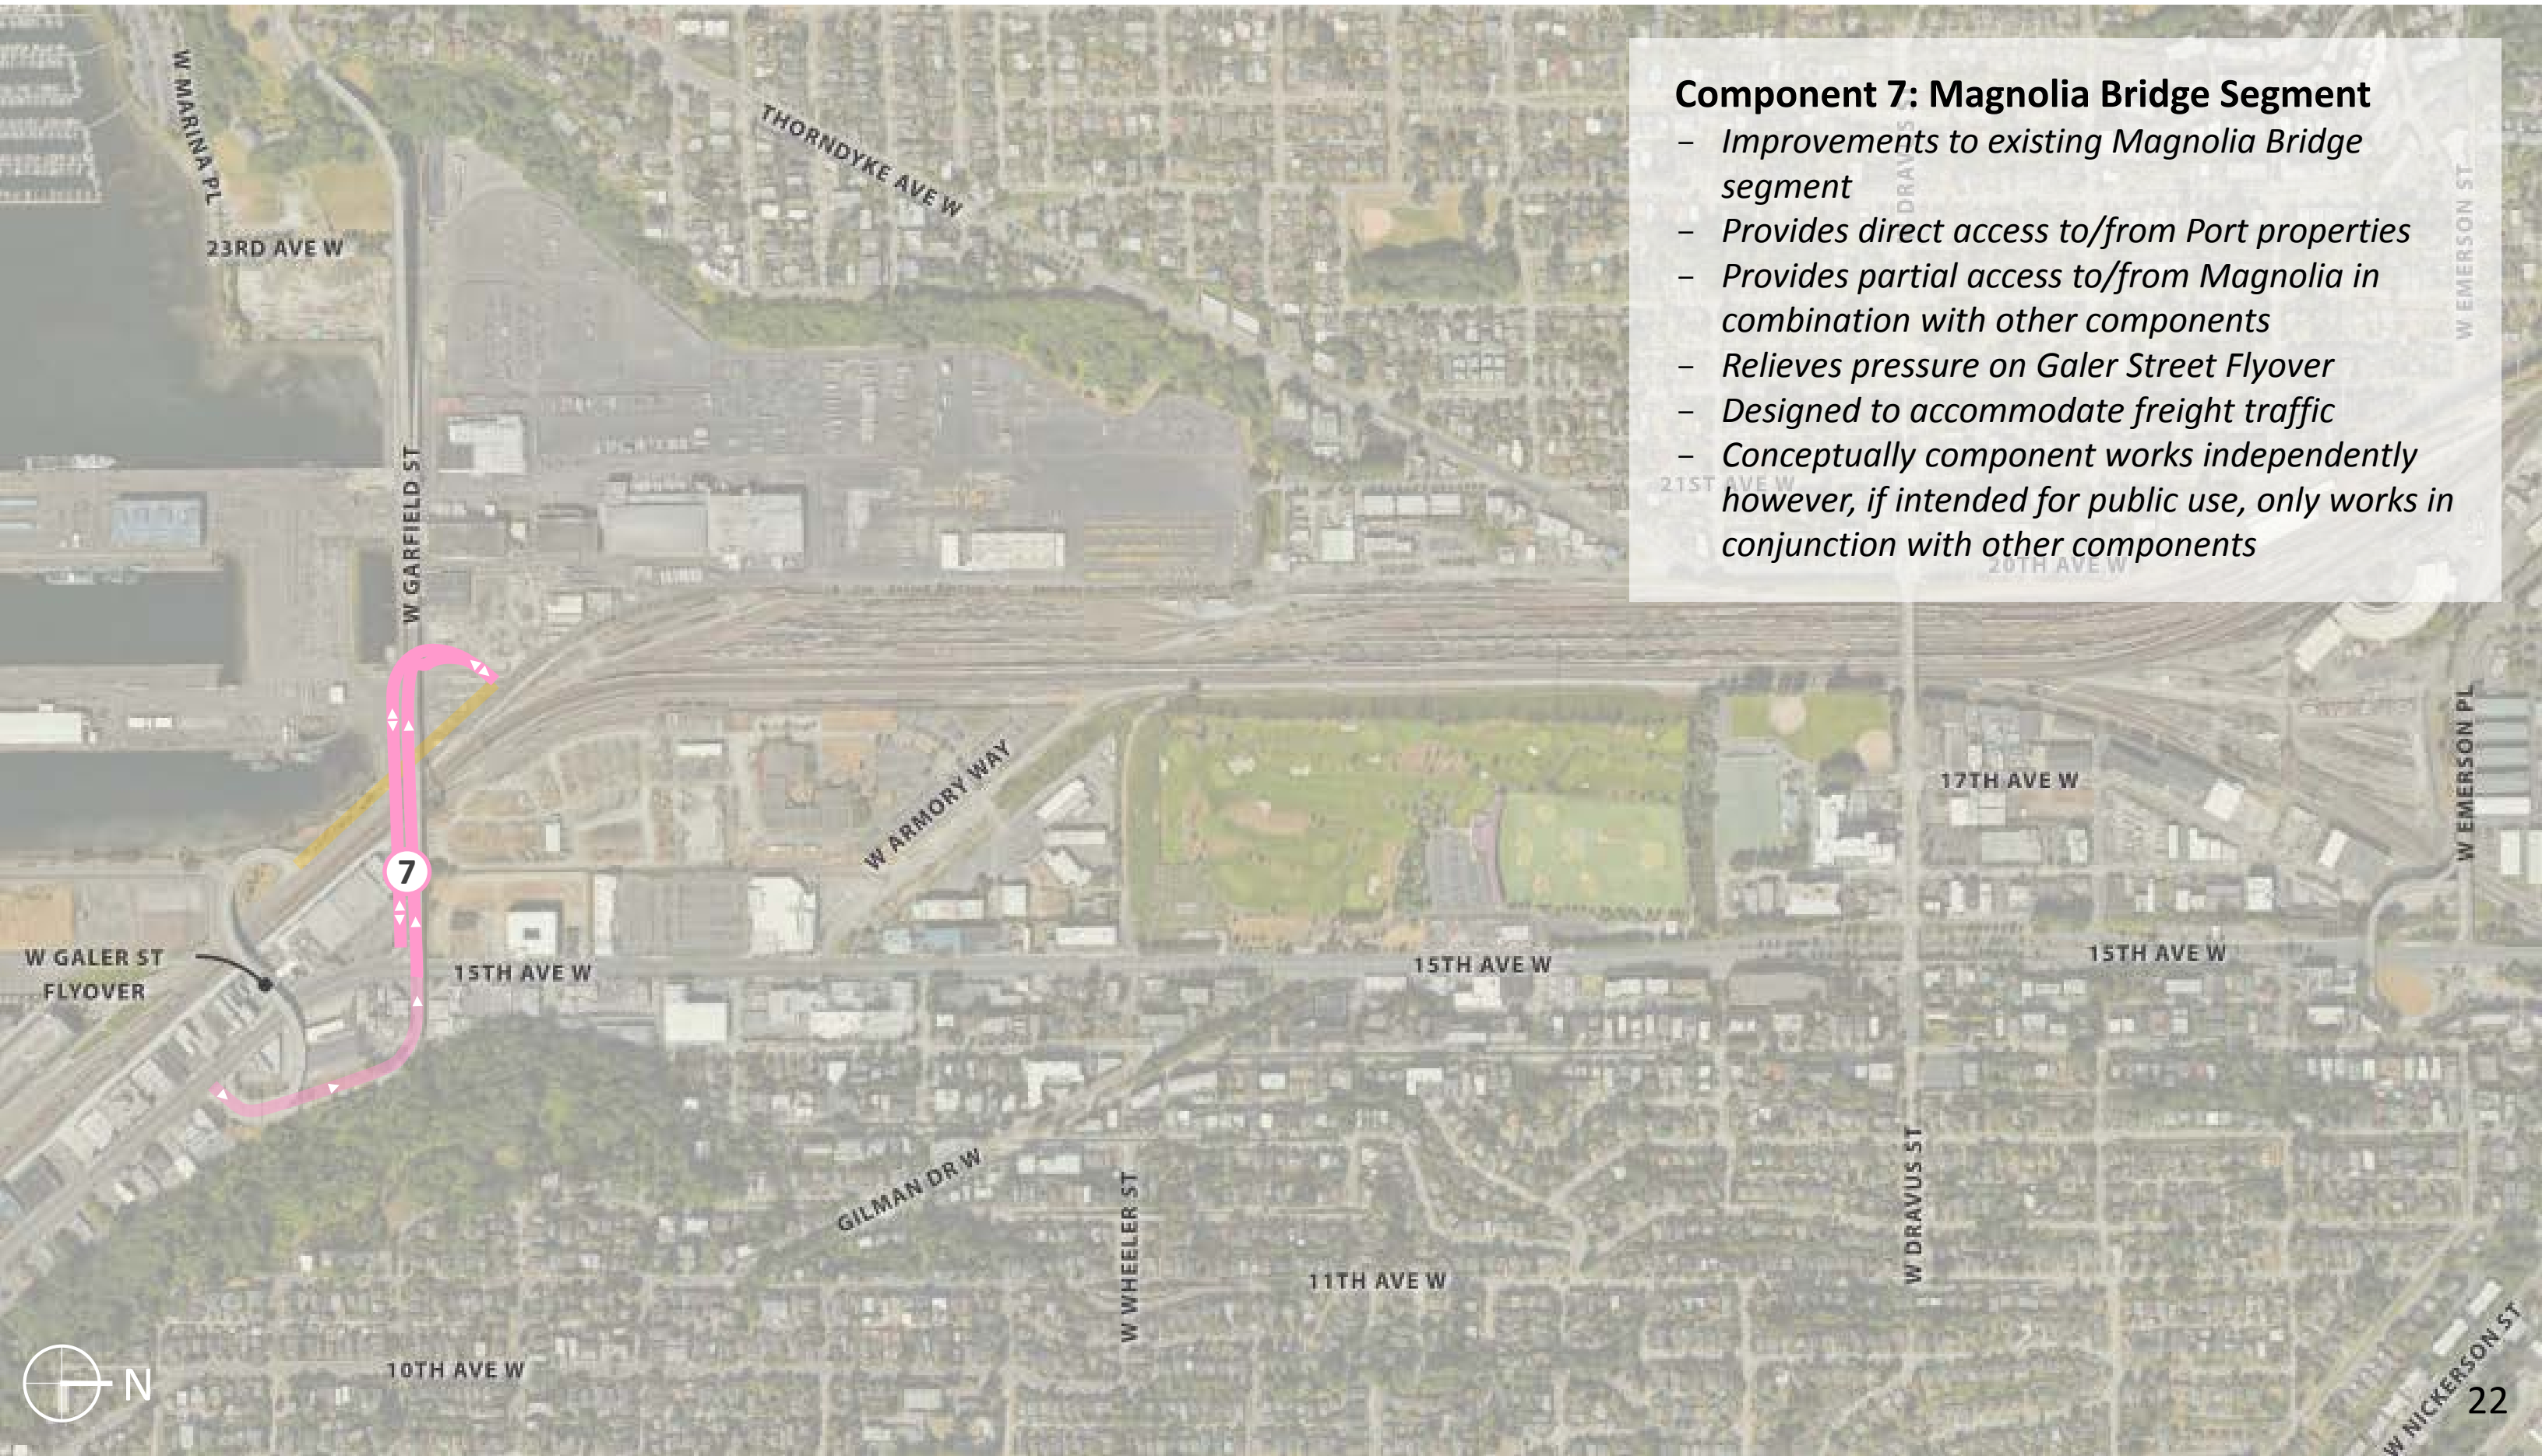 Component 7: Magnolia Bridge Segment
– Improvements to existing Magnolia Bridge
segment
– Provides direct access to/from Port properties
– Provides partial access to/from Magnolia in
combination with other components
– Relieves pressure on Galer Street Flyover
– Designed to accommodate freight traffic
– Conceptually component works independently
however, if intended for public use, only works in
conjunction with other components
W MARINA PL
THORNDYKE AVE W
23RD AVE W
W DRAVUS ST
W EMERSON ST
21ST AVE W
20TH AVE W
W GARFIELD ST
W ARMORY WAY
17TH AVE W
W EMERSON PL
7
W GALER ST
FLYOVER
15TH AVE W
15TH AVE W
15TH AVE W
GILMAN DR W
W WHEELER ST
11TH AVE W
W DRAVUS ST
10TH AVE W
W NICKERSON ST
N
22